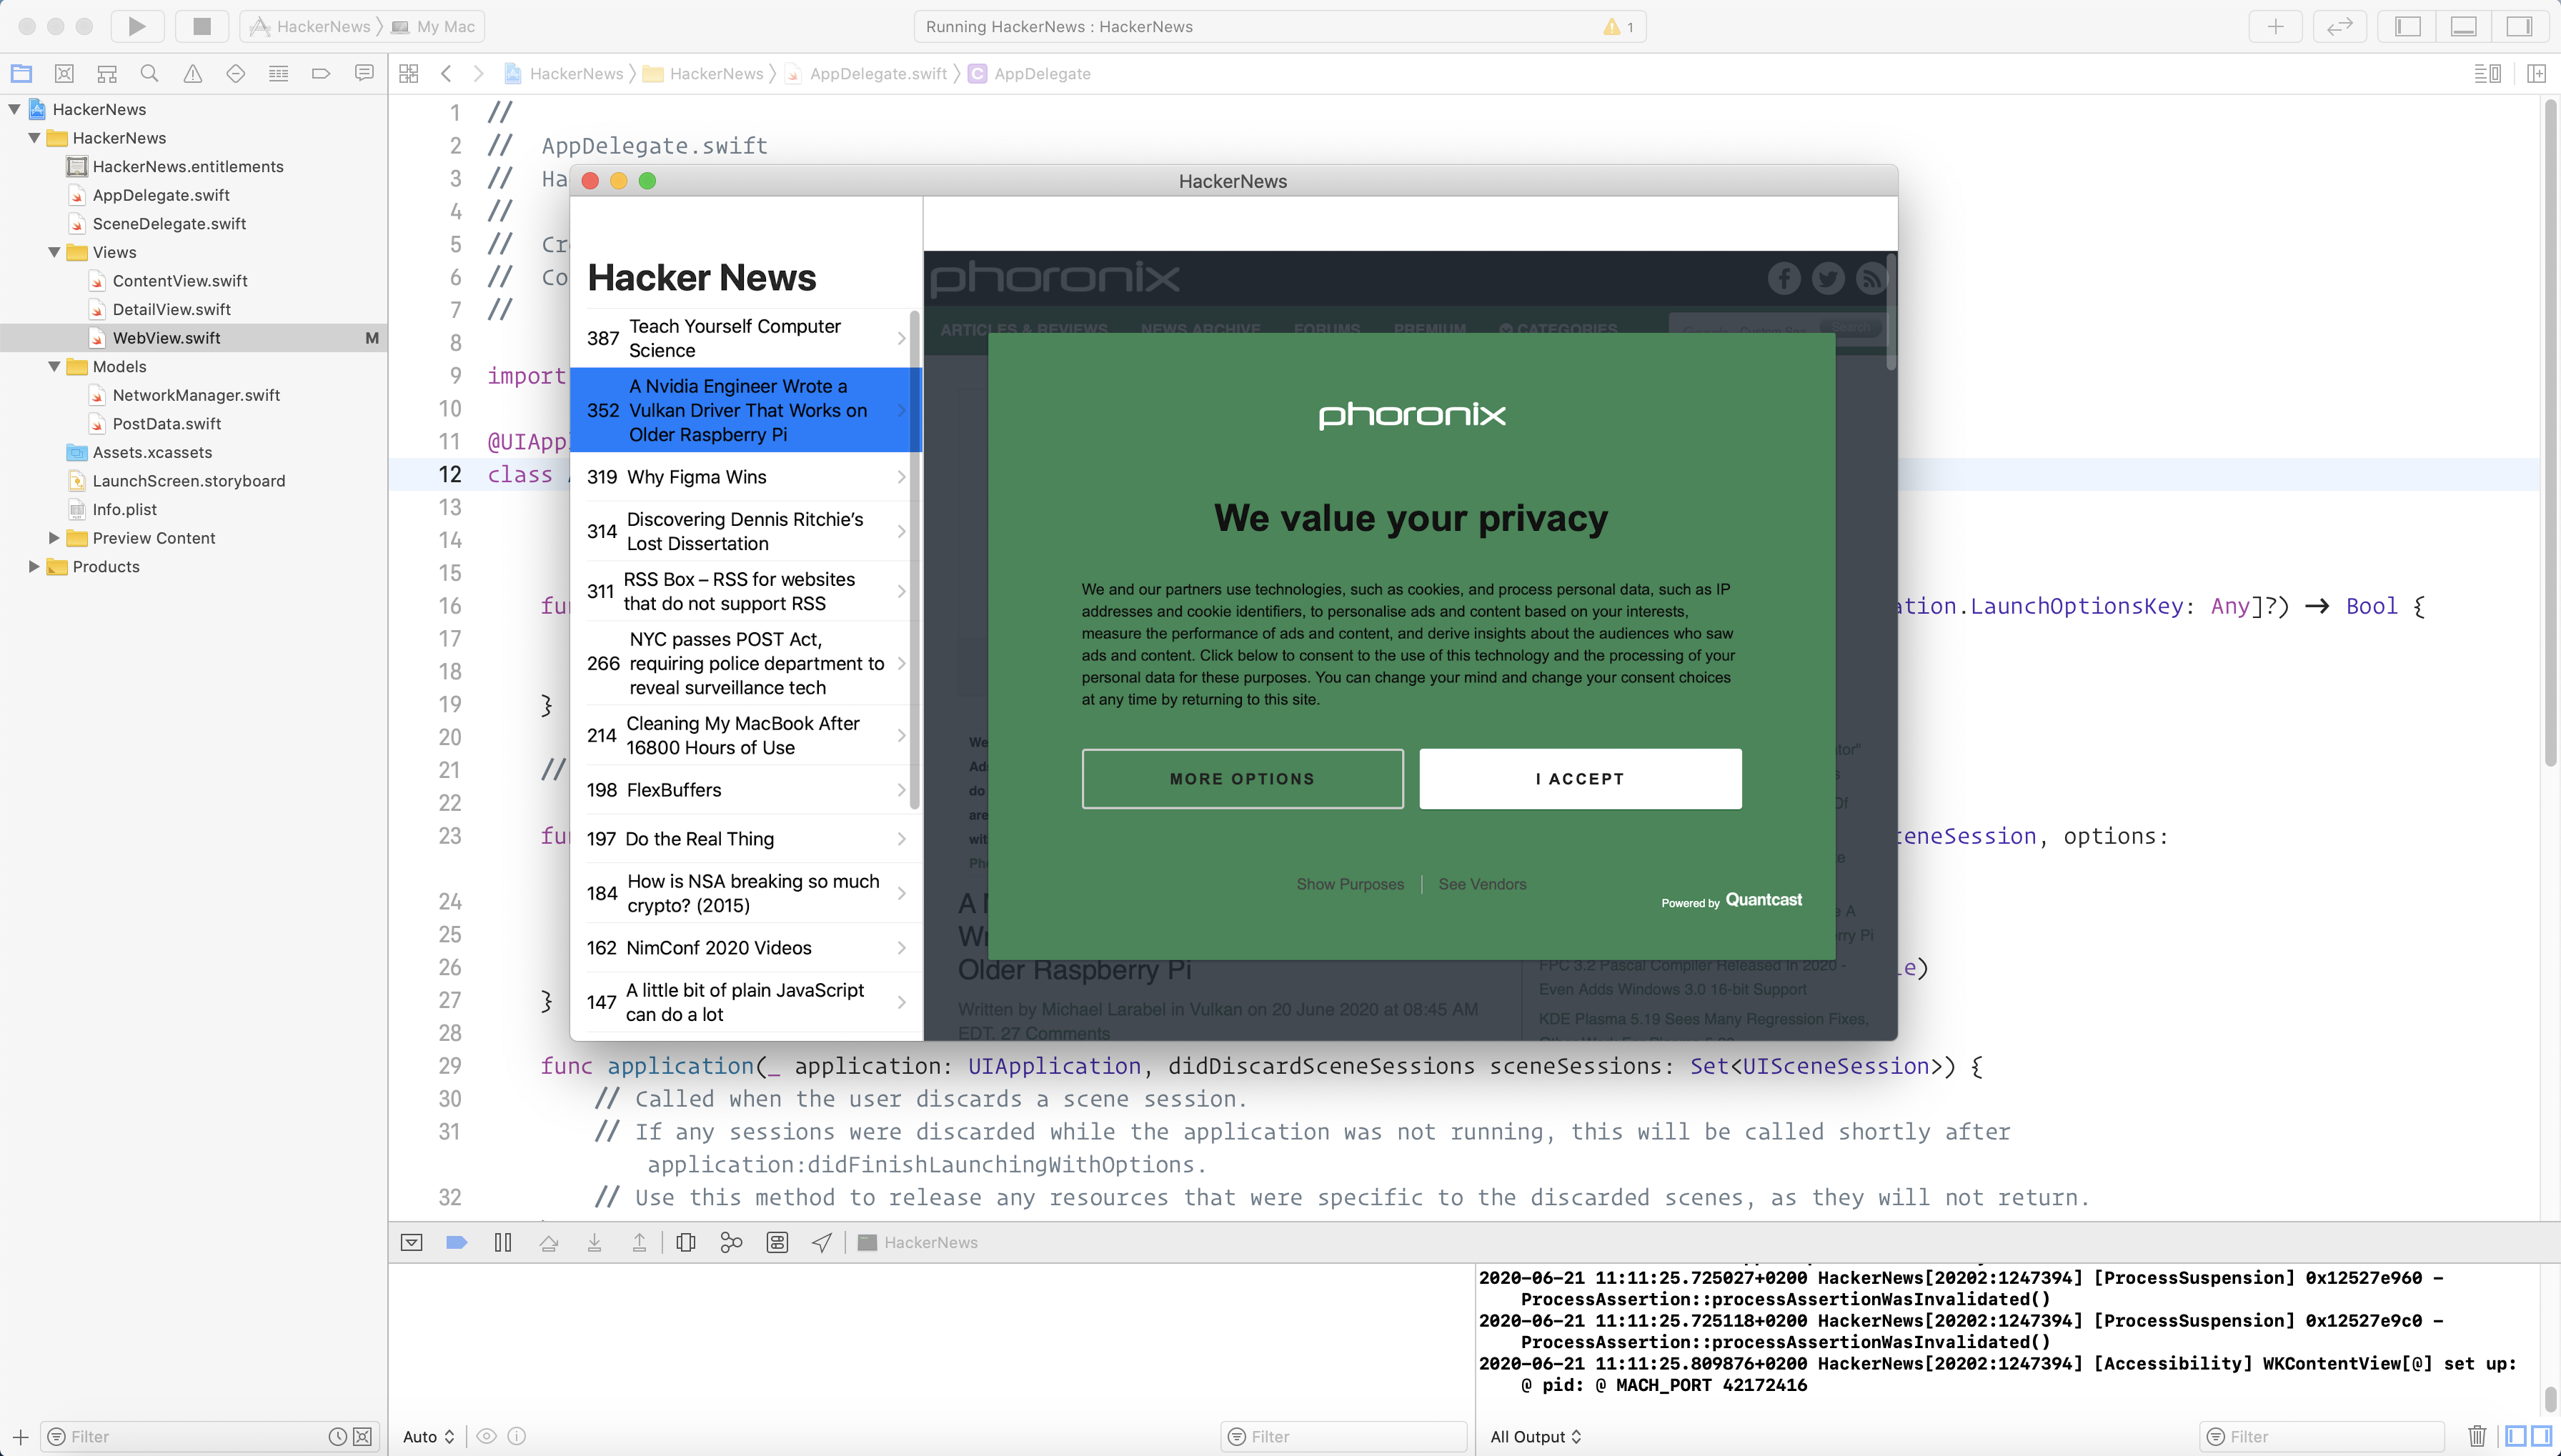 HackerNews
My Mac
Running HackerNews : HackerNews
1
HackerNews
HackerNews
AppDelegate.swift
C
AppDelegate
HackerNews
HackerNews
HackerNews.entitlements
AppDelegate.swift
SceneDelegate.swift
Views
ContentView.swift
DetailView.swift
WebView.swift M
Models
NetworkManager.swift
PostData.swift
Assets.xcassets
LaunchScreen.storyboard
Info.plist
Preview Content
Products
Filter
1 //
2 // AppDelegate.swift
3 // Ha
4 //
5 // Cr
6 // Co
7 //
8
9 import
10
11 @UIApp
12 class
13
14
15
16 fu ation.LaunchOptionsKey: Any]?) → Bool {
17
18
19 }
20
21 //
22
23 fu eneSession, options:
24
25
26 e)
27 }
28
29 func application(_ application: UIApplication, didDiscardSceneSessions sceneSessions: Set<UISceneSession>) {
30 // Called when the user discards a scene session.
31 // If any sessions were discarded while the application was not running, this will be called shortly after
application:didFinishLaunchingWithOptions.
32 // Use this method to release any resources that were specific to the discarded scenes, as they will not return.
HackerNews
Hacker News
387 Teach Yourself Computer
Science
352 A Nvidia Engineer Wrote a
Vulkan Driver That Works on
Older Raspberry Pi
319 Why Figma Wins
314 Discovering Dennis Ritchie’s
Lost Dissertation
311 RSS Box – RSS for websites
that do not support RSS
266 NYC passes POST Act,
requiring police department to
reveal surveillance tech
214 Cleaning My MacBook After
16800 Hours of Use
198 FlexBuffers
197 Do the Real Thing
184 How is NSA breaking so much
crypto? (2015)
162 NimConf 2020 Videos
147 A little bit of plain JavaScript
can do a lot
phoronix
ARTICLES & REVIEWS NEWS ARCHIVE FORUMS PREMIUM CATEGORIES
Search
phoronix
We value your privacy
We and our partners use technologies, such as cookies, and process personal data, such as IP
addresses and cookie identifiers, to personalise ads and content based on your interests,
measure the performance of ads and content, and derive insights about the audiences who saw
ads and content. Click below to consent to the use of this technology and the processing of your
personal data for these purposes. You can change your mind and change your consent choices
at any time by returning to this site.
MORE OPTIONS
I ACCEPT
Show Purposes
See Vendors
Powered by Quantcast
Older Raspberry Pi
Written by Michael Larabel in Vulkan on 20 June 2020 at 08:45 AM
EDT. 27 Comments
FPC 3.2 Pascal Compiler Released In 2020 -
Even Adds Windows 3.0 16-bit Support
KDE Plasma 5.19 Sees Many Regression Fixes,
HackerNews
2020-06-21 11:11:25.725027+0200 HackerNews[20202:1247394] [ProcessSuspension] 0x12527e960 -
ProcessAssertion::processAssertionWasInvalidated()
2020-06-21 11:11:25.725118+0200 HackerNews[20202:1247394] [ProcessSuspension] 0x12527e9c0 -
ProcessAssertion::processAssertionWasInvalidated()
2020-06-21 11:11:25.809876+0200 HackerNews[20202:1247394] [Accessibility] WKContentView[@] set up:
@ pid: @ MACH_PORT 42172416
Auto
Filter
All Output
Filter